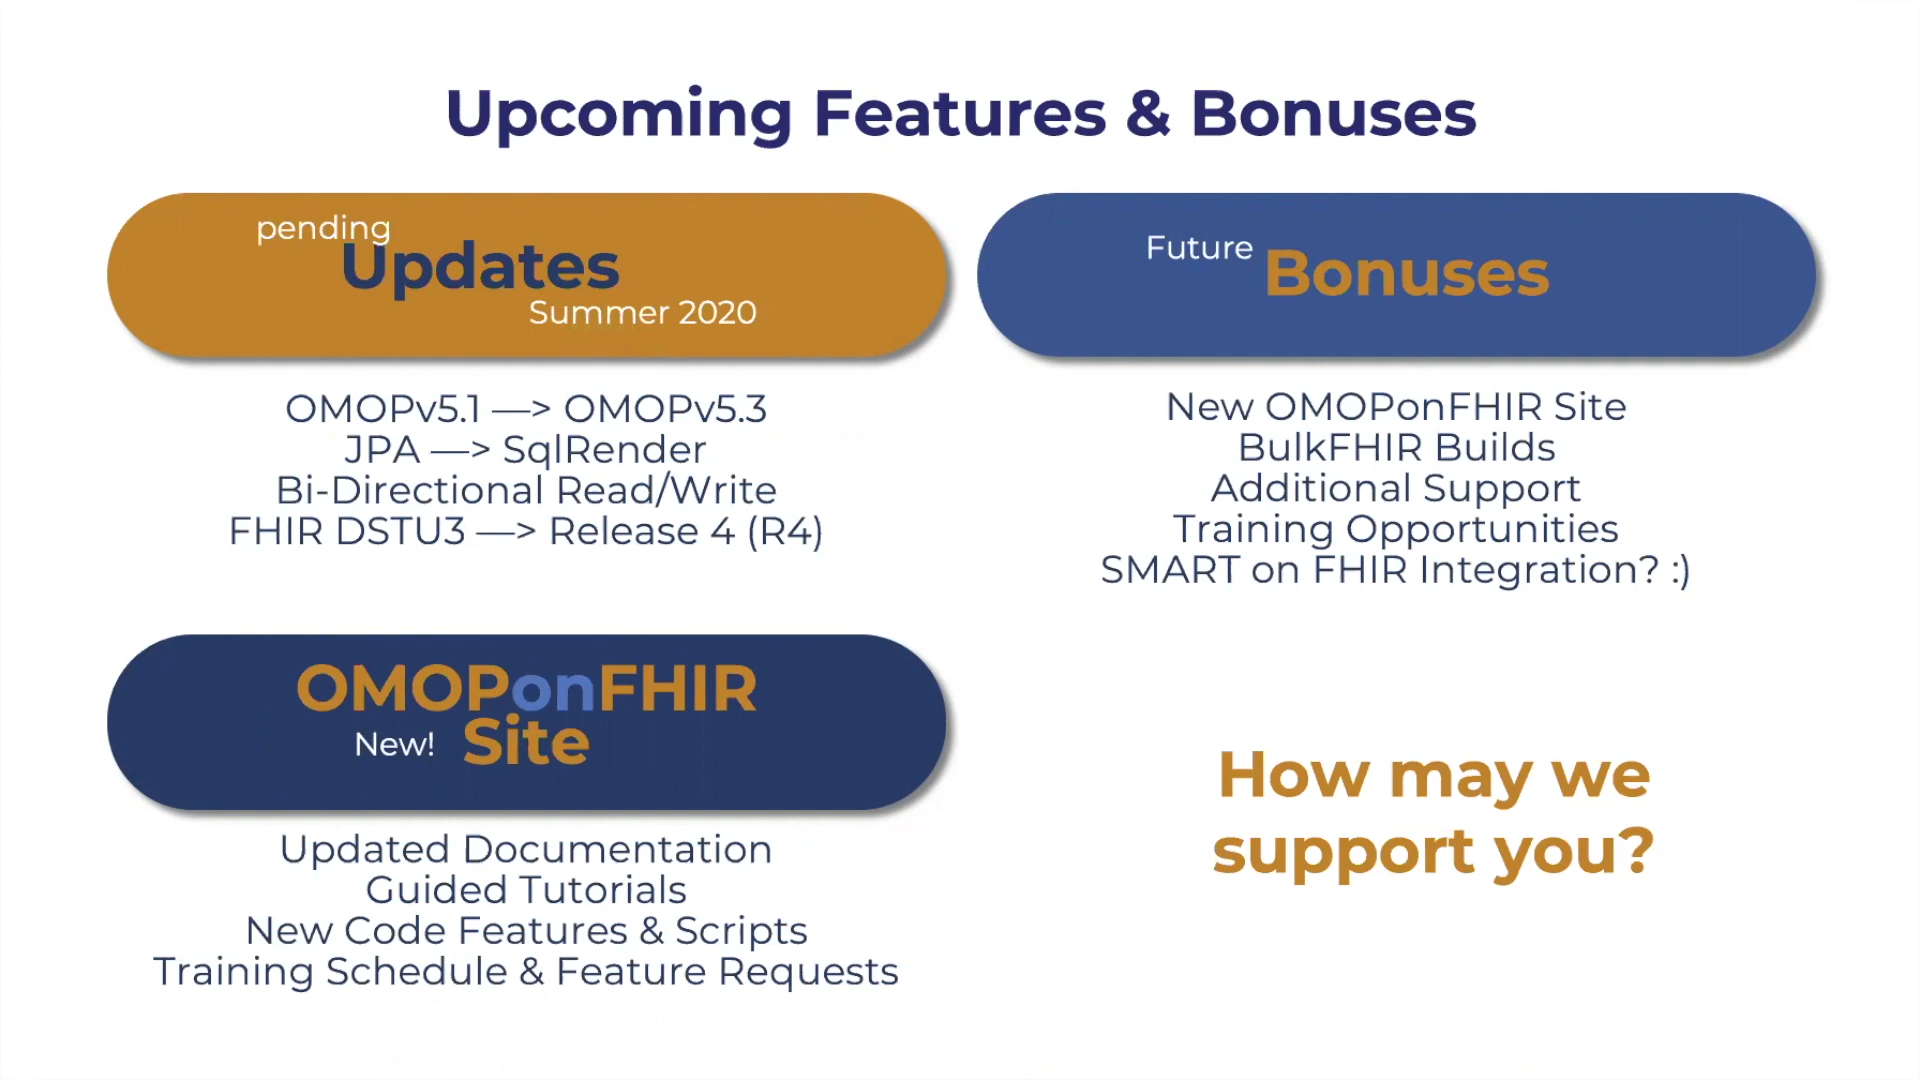 Upcoming Features & Bonuses
pending
Updates
Summer 2020
OMOPv5.1 —> OMOPv5.3
JPA —> SqlRender
Bi-Directional Read/Write
FHIR DSTU3 —> Release 4 (R4)
Future Bonuses
New OMOPonFHIR Site
BulkFHIR Builds
Additional Support
Training Opportunities
SMART on FHIR Integration? :)
OMOPonFHIR
New! Site
Updated Documentation
Guided Tutorials
New Code Features & Scripts
Training Schedule & Feature Requests
How may we
support you?